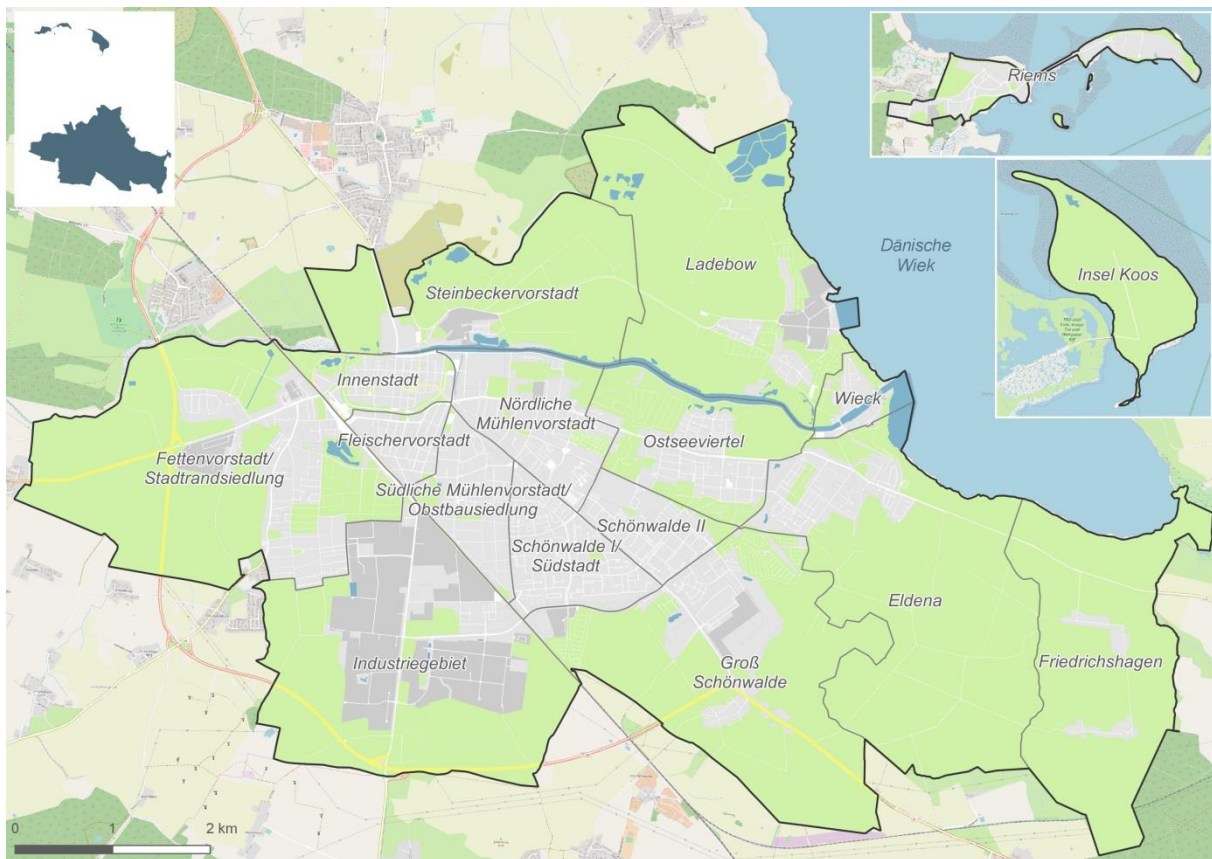 Riems
Dänische
Wiek
Ladebow
Insel Koos
Steinbeckervorstadt
Innenstadt
Wieck
Nördliche
Mühlenvorstadt
Fleischervorstadt
Ostseeviertel
Fettenvorstadt/
Stadtrandsiedlung
Südliche Mühlenvorstadt/
Obstbausiedlung
Schönwalde II
Schönwalde I/
Südstadt
Eldena
Industriegebiet
Groß
Schönwalde
Friedrichshagen
0 1 2 km